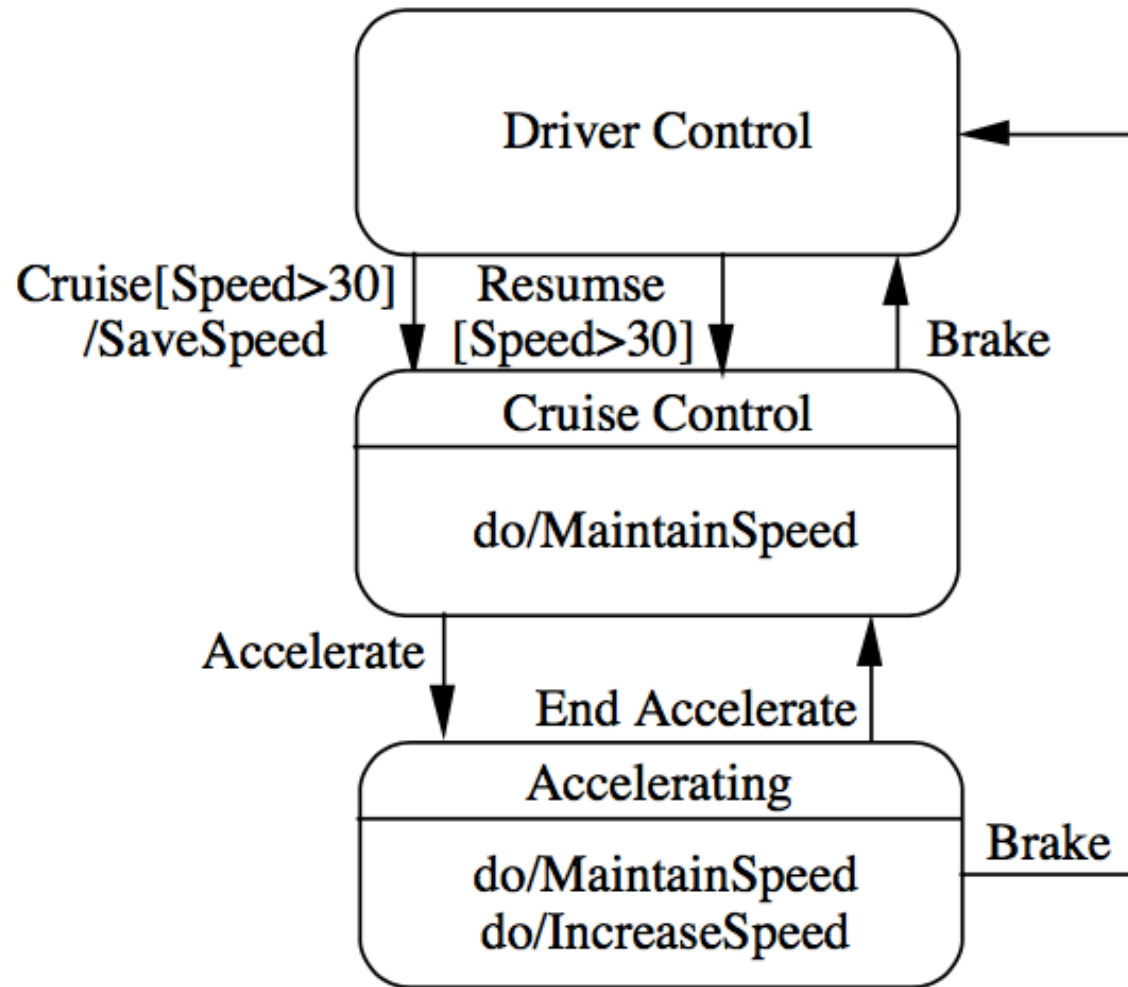 Driver Control
Cruise[Speed>30]
/SaveSpeed
Resumse
[Speed>30]
Brake
Cruise Control
do/MaintainSpeed
Accelerate
End Accelerate
Accelerating
do/MaintainSpeed
do/IncreaseSpeed
Brake